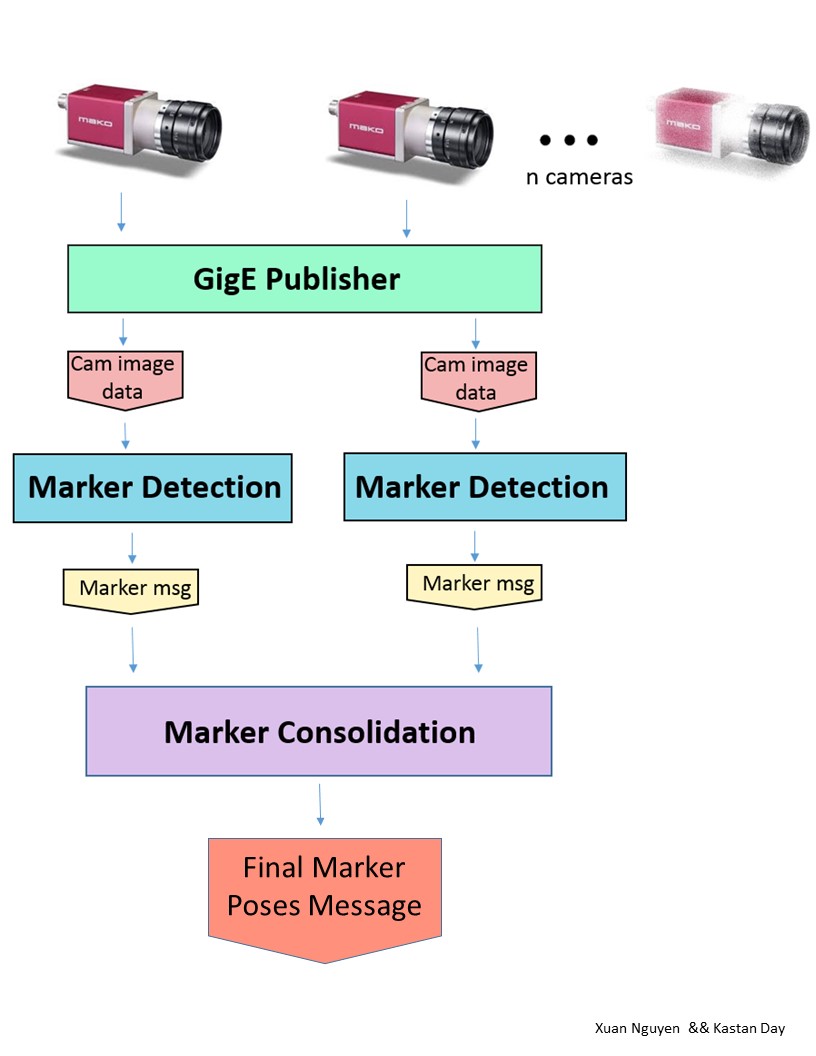 mako
mako
mako
n cameras
GigE Publisher
Cam image
data
Cam image
data
Marker Detection
Marker Detection
Marker msg
Marker msg
Marker Consolidation
Final Marker
Poses Message
Xuan Nguyen && Kastan Day